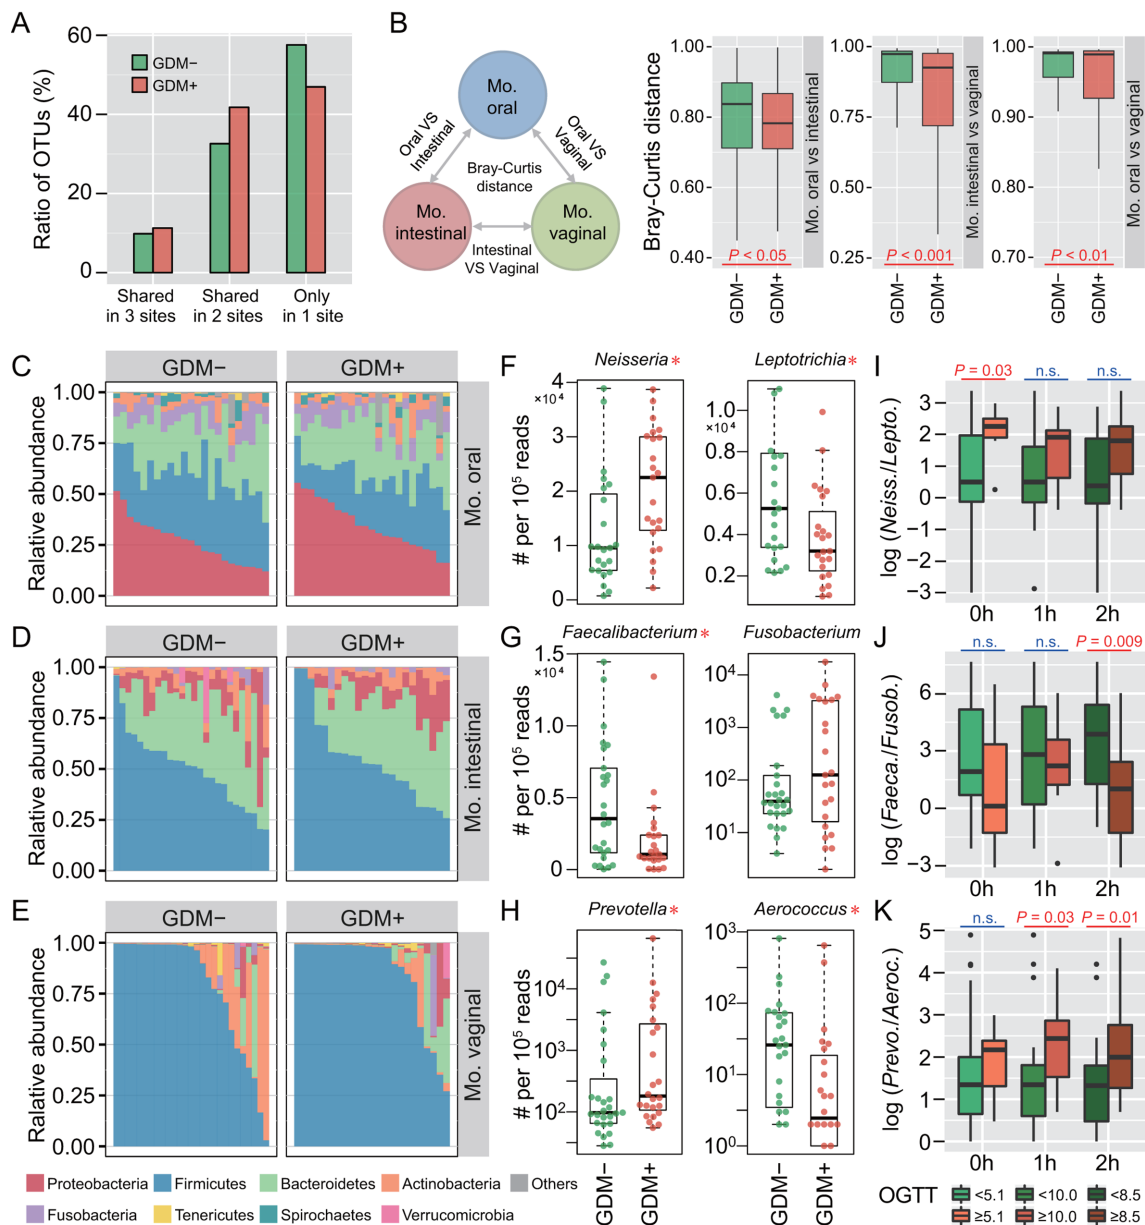 A
Ratio of OTUs (%)
60
40
20
0
GDM−
GDM+
Shared in 3 sites
Shared in 2 sites
Only in 1 site
B
Mo. oral
Mo. intestinal
Mo. vaginal
Oral VS Intestinal
Oral VS Vaginal
Bray-Curtis distance
Intestinal VS Vaginal
Bray-Curtis distance
1.00
0.80
0.60
0.40
P < 0.05
GDM−
GDM+
Mo. oral vs intestinal
1.00
0.75
0.50
0.25
P < 0.001
GDM−
GDM+
Mo. intestinal vs vaginal
1.00
0.90
0.80
0.70
P < 0.01
GDM−
GDM+
Mo. oral vs vaginal
C
GDM−
GDM+
Ralative abundance
1.00
0.75
0.50
0.25
0.00
Mo. oral
D
GDM−
GDM+
Ralative abundance
1.00
0.75
0.50
0.25
0.00
Mo. intestinal
E
GDM−
GDM+
Ralative abundance
1.00
0.75
0.50
0.25
0.00
Mo. vaginal
Proteobacteria
Firmicutes
Bacteroidetes
Actinobacteria
Others
Fusobacteria
Tenericutes
Spirochaetes
Verrucomicrobia
F
Neisseria*
# per 10⁵ reads
4
×10⁴
3
2
1
0
Leptotrichia*
1.0
×10⁴
0.8
0.6
0.4
0.2
G
Faecalibacterium*
# per 10⁵ reads
1.5
×10⁴
1.0
0.5
0
Fusobacterium
10⁴
10³
10²
10¹
H
Prevotella*
# per 10⁵ reads
10⁴
10³
10²
GDM−
GDM+
Aerococcus*
10³
10²
10¹
10⁰
GDM−
GDM+
I
P = 0.03
n.s.
n.s.
log (Neiss./Lepto.)
3
2
1
0
−1
−2
−3
0h
1h
2h
J
n.s.
n.s.
P = 0.009
log (Faeca./Fusob.)
6
3
0
−3
0h
1h
2h
K
n.s.
P = 0.03
P = 0.01
log (Prevo./Aeroc.)
5
4
3
2
1
0
0h
1h
2h
OGTT
<5.1
<10.0
<8.5
≥5.1
≥10.0
≥8.5